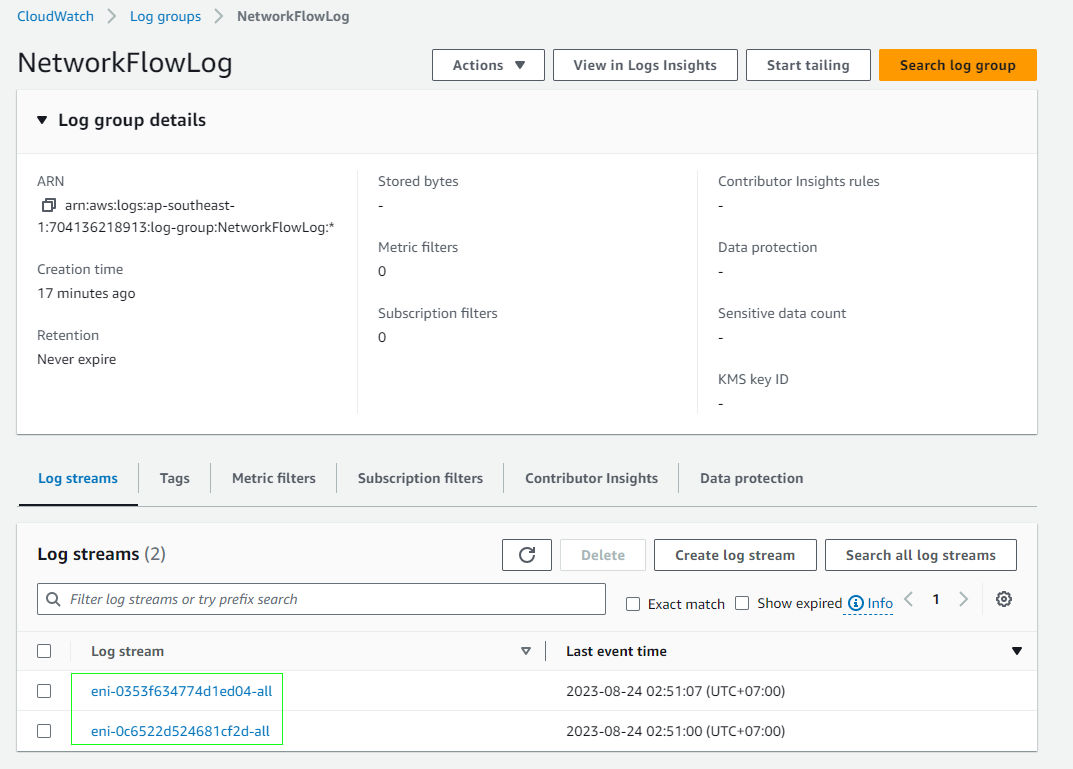 CloudWatch > Log groups > NetworkFlowLog
NetworkFlowLog
Actions ▼ View in Logs Insights Start tailing Search log group
▼ Log group details
ARN
arn:aws:logs:ap-southeast-
1:704136218913:log-group:NetworkFlowLog:*
Creation time
17 minutes ago
Retention
Never expire
Stored bytes
-
Metric filters
0
Subscription filters
0
Contributor Insights rules
-
Data protection
-
Sensitive data count
-
KMS key ID
-
Log streams Tags Metric filters Subscription filters Contributor Insights Data protection
Log streams (2) Delete Create log stream Search all log streams
Filter log streams or try prefix search Exact match Show expired Info < 1 >
Log stream Last event time
eni-0353f634774d1ed04-all 2023-08-24 02:51:07 (UTC+07:00)
eni-0c6522d524681cf2d-all 2023-08-24 02:51:00 (UTC+07:00)